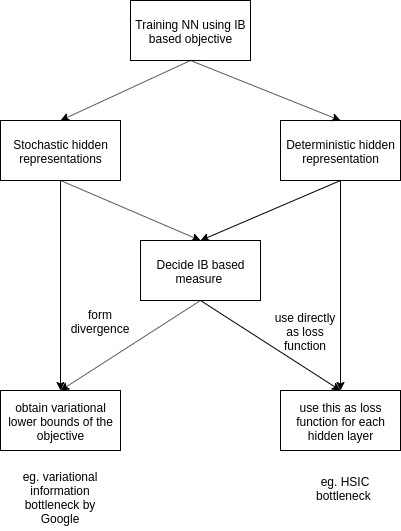 Training NN using IB
based objective
Stochastic hidden
representations
Deterministic hidden
representation
Decide IB based
measure
form
divergence
use directly
as loss
function
obtain variational
lower bounds of the
objective
use this as loss
function for each
hidden layer
eg. variational
information
bottleneck by
Google
eg. HSIC
bottleneck